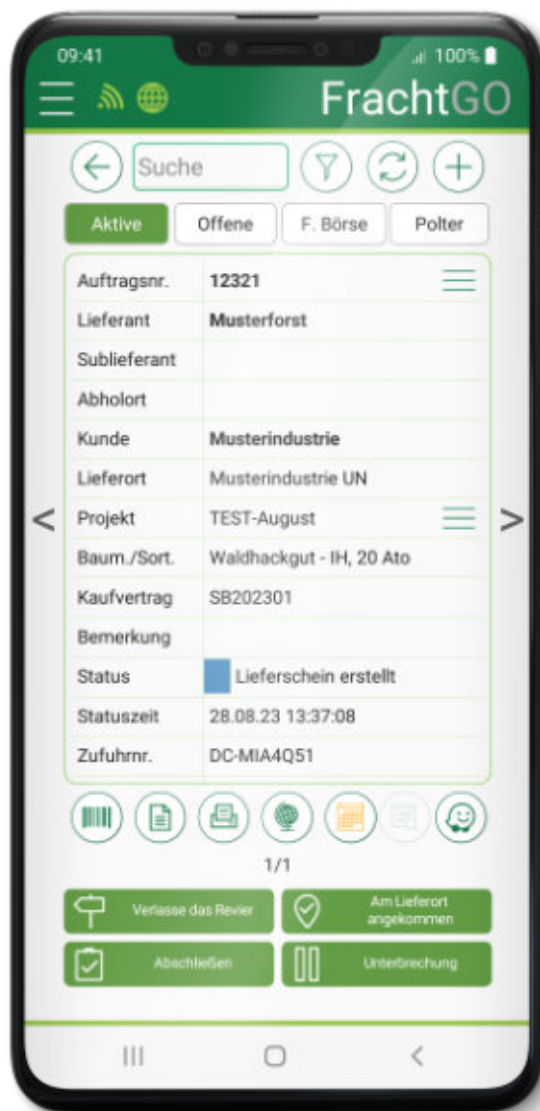 09:41
100%
FrachtGO
Suche
Aktive Offene F. Börse Polter
Auftragsnr. 12321
Lieferant Musterforst
Sublieferant
Abholort
Kunde Musterindustrie
Lieferort Musterindustrie UN
< Projekt TEST-August >
Baum./Sort. Waldhackgut - IH, 20 Ato
Kaufvertrag SB202301
Bemerkung
Status Lieferschein erstellt
Statuszeit 28.08.23 13:37:08
Zufuhrnr. DC-MIA4Q51
1/1
Verlasse das Revier
Am Lieferort
angekommen
Abschließen
Unterbrechung